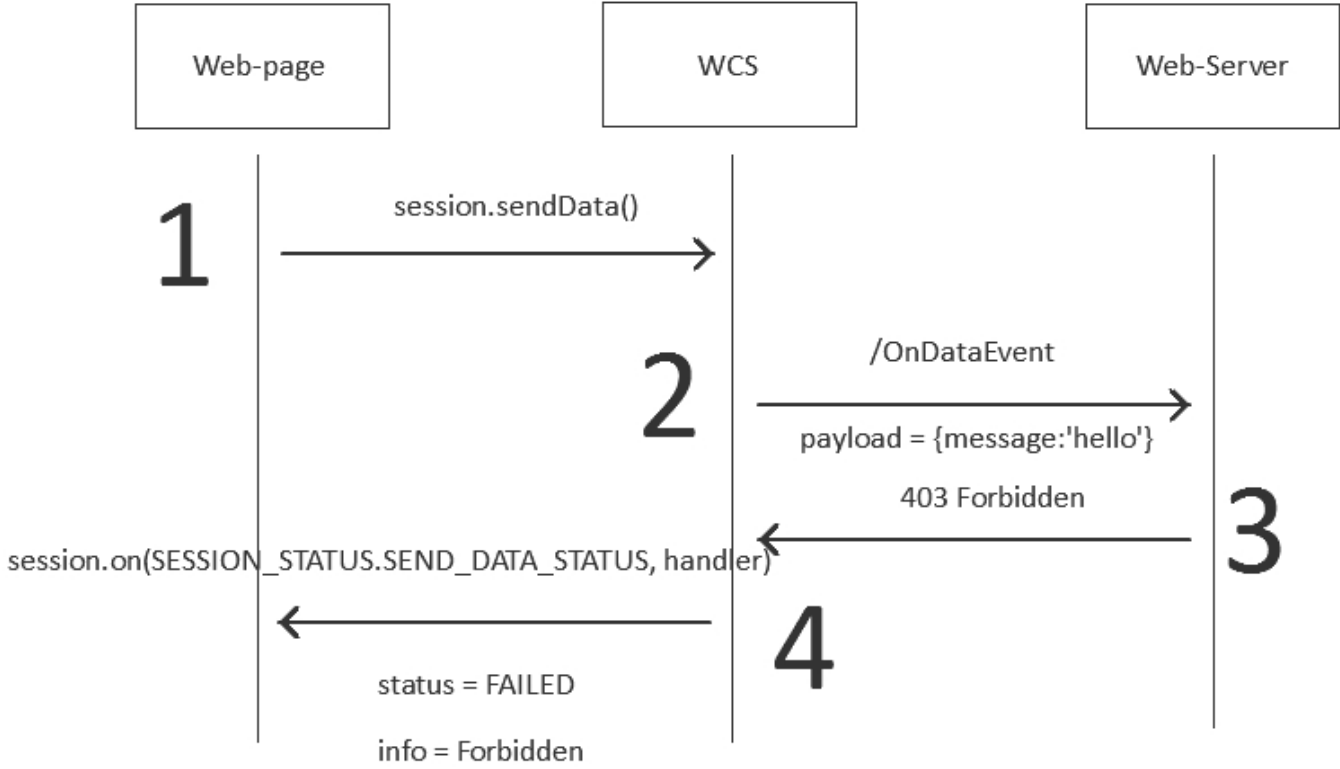 Web-page
WCS
Web-Server
1
session.sendData()
2
/OnDataEvent
payload = {message:'hello'}
403 Forbidden
3
session.on(SESSION_STATUS.SEND_DATA_STATUS, handler)
4
status = FAILED
info = Forbidden